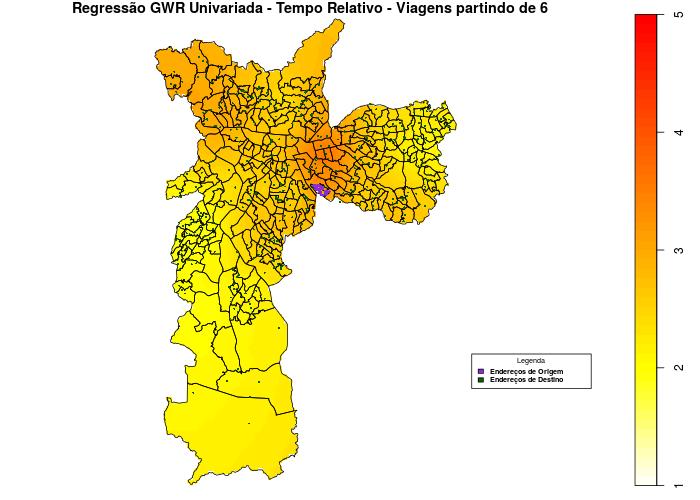 Regressão GWR Univariada - Tempo Relativo - Viagens partindo de 6
5
4
3
2
1
Legenda
Endereços de Origem
Endereços de Destino